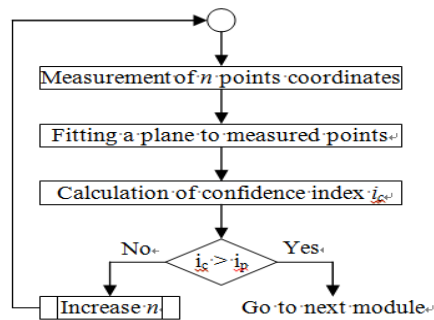 Measurement of n points coordinates
Fitting a plane to measured points
Calculation of confidence index ic
No
Yes
ic > ip
Increase n
Go to next module